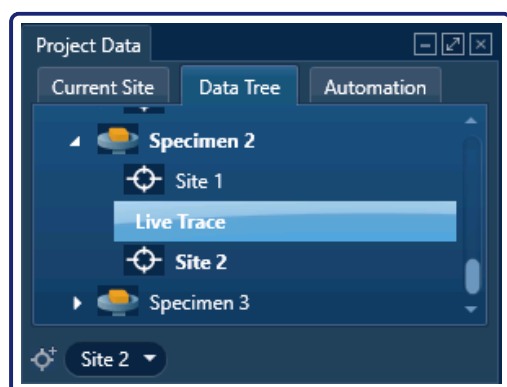 Project Data
Current Site Data Tree Automation
Specimen 2
Site 1
Live Trace
Site 2
Specimen 3
Site 2